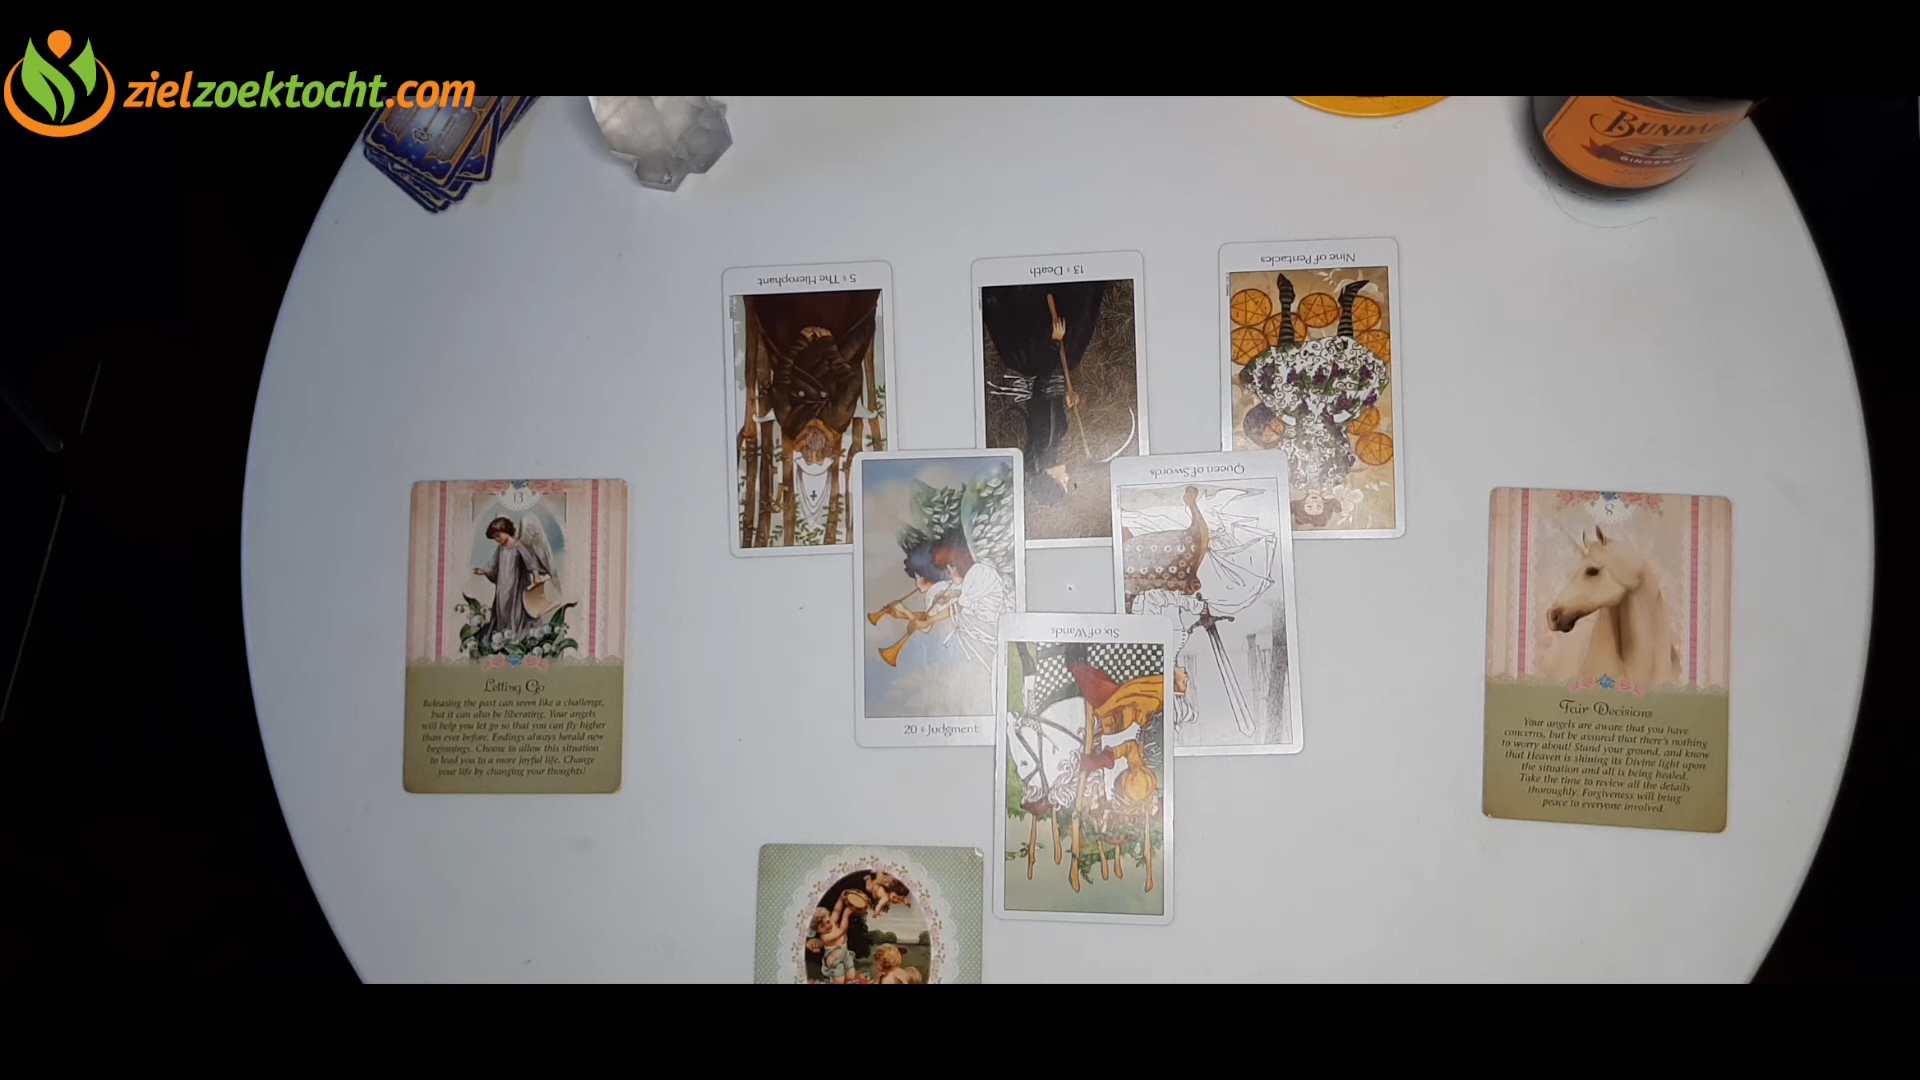 zielzoektocht.com
BUNDAB
GINGER
5 The Hierophant
13 Death
Nine of Pentacles
Queen of Swords
20 Judgment
Six of Wands
13
Letting Go
Releasing the past can seem like a challenge,
but it can also be liberating. Your angels
will help you let go so that you can fly higher
than ever before. Endings always herald new
beginnings. Choose to allow this situation
to lead you to a more joyful life. Change
your life by changing your thoughts!
8
Fair Decisions
Your angels are aware that you have
concerns, but be assured that there's nothing
to worry about! Stand your ground, and know
that Heaven is shining its Divine light upon
the situation and all is being healed.
Take the time to review all the details
thoroughly. Forgiveness will bring
peace to everyone involved.